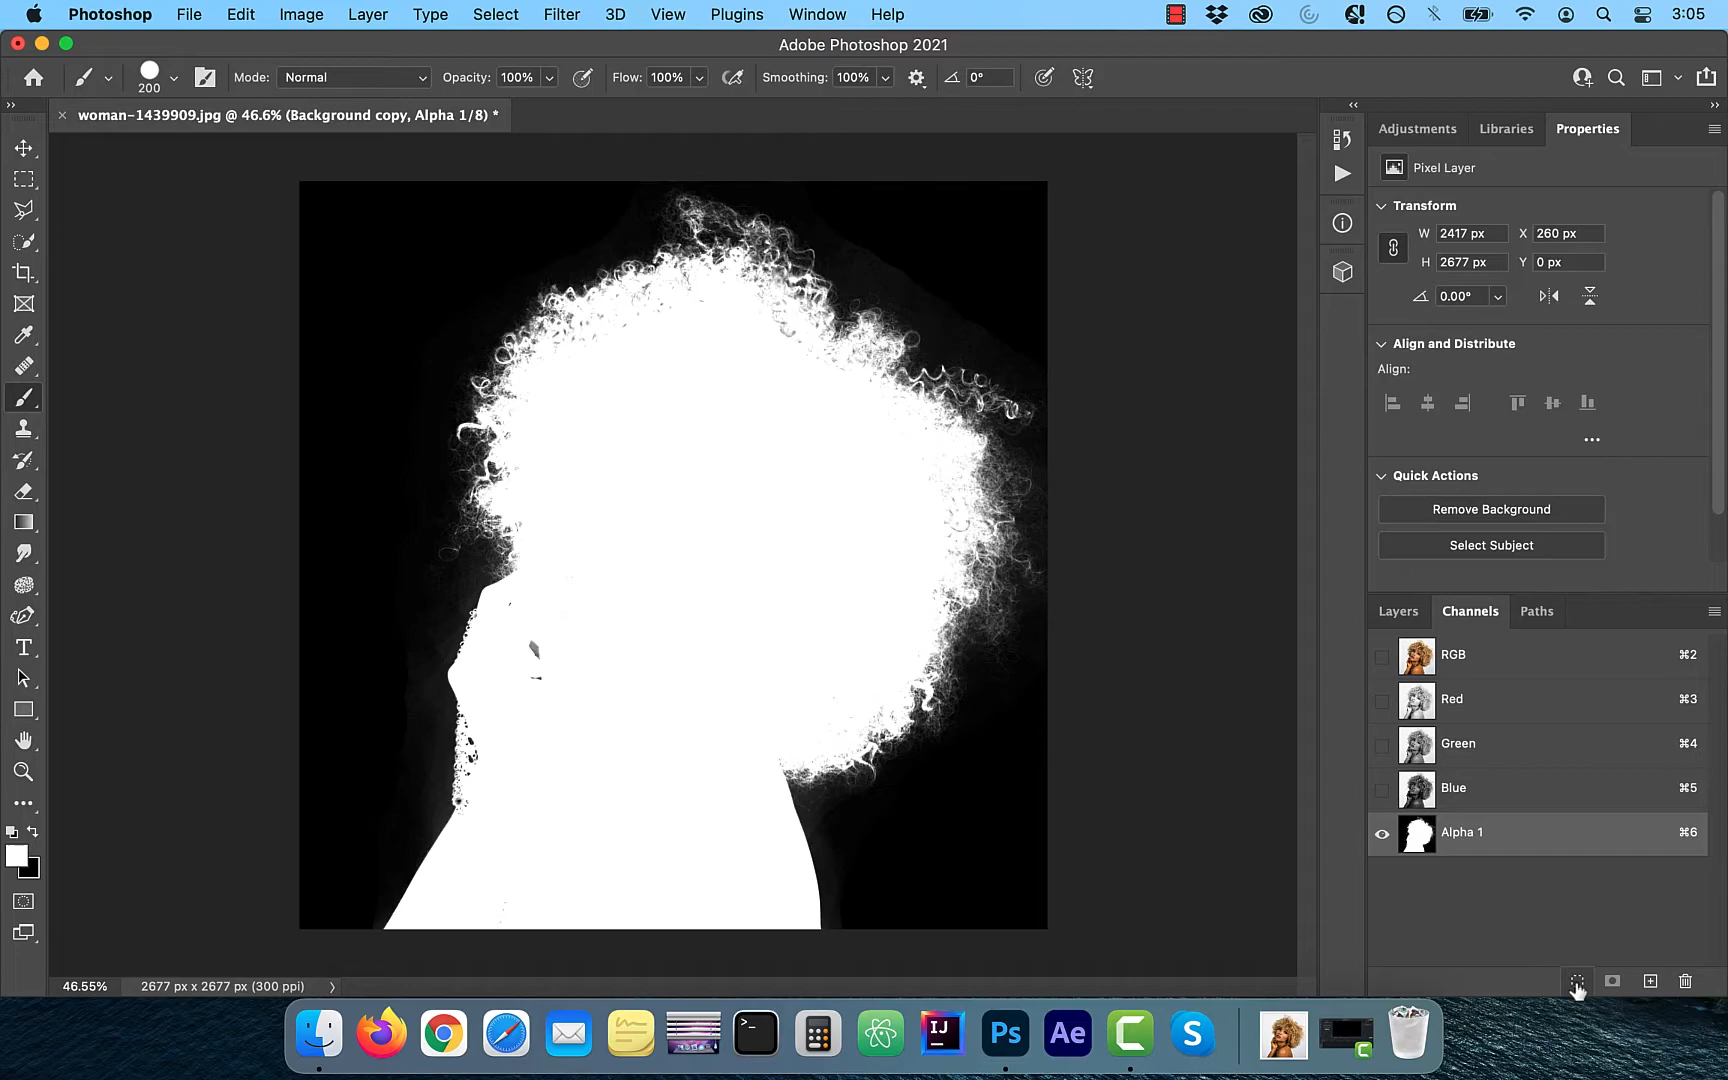 Photoshop File Edit Image Layer Type Select Filter 3D View Plugins Window Help 3:05
Adobe Photoshop 2021
200 Mode: Normal Opacity: 100% Flow: 100% Smoothing: 100% 0°
woman-1439909.jpg @ 46.6% (Background copy, Alpha 1/8) *
Adjustments Libraries Properties
Pixel Layer
Transform
W 2417 px X 260 px
H 2677 px Y 0 px
0.00°
Align and Distribute
Align:
Quick Actions
Remove Background
Select Subject
Layers Channels Paths
RGB ⌘2
Red ⌘3
Green ⌘4
Blue ⌘5
Alpha 1 ⌘6
46.55% 2677 px x 2677 px (300 ppi)
>_ IJ Ps Ae C S